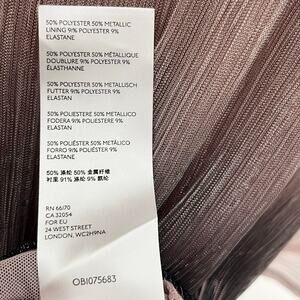 50% POLYESTER 50% METALLIC
LINING 91% POLYESTER 9%
ELASTANE
50% POLYESTER 50% MÉTALLIQUE
DOUBLURE 91% POLYESTER 9%
ÉLASTHANNE
50% POLYESTER 50% METALLISCH
FUTTER 91% POLYESTER 9%
ELASTAN
50% POLIESTERE 50% METALLICO
FODERA 91% POLIESTERE 9%
ELASTAN
50% POLIÉSTER 50% METÁLICO
FORRO 91% POLIÉSTER 9%
ELASTANO
50% 涤纶 50% 金属纤维
衬里 91% 涤纶 9% 氨纶
RN 66170
CA 32054
FOR EU
24 WEST STREET
LONDON, WC2H9NA
OBI075683